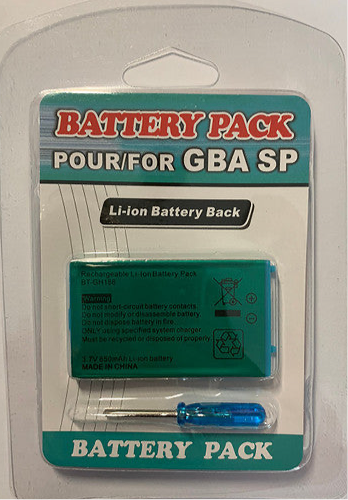 BATTERY PACK
POUR/FOR GBA SP
Li-ion Battery Back
Rechargeable Li-Ion Battery Pack
Warning
Do not short-circuit battery contents.
Do not modify or disassemble battery.
Do not dispose battery in fire.
ONLY using specified system charger.
Must be recycled or disposed of properly
3.7V 850mAh Li-ion battery
MADE IN CHINA
BATTERY PACK